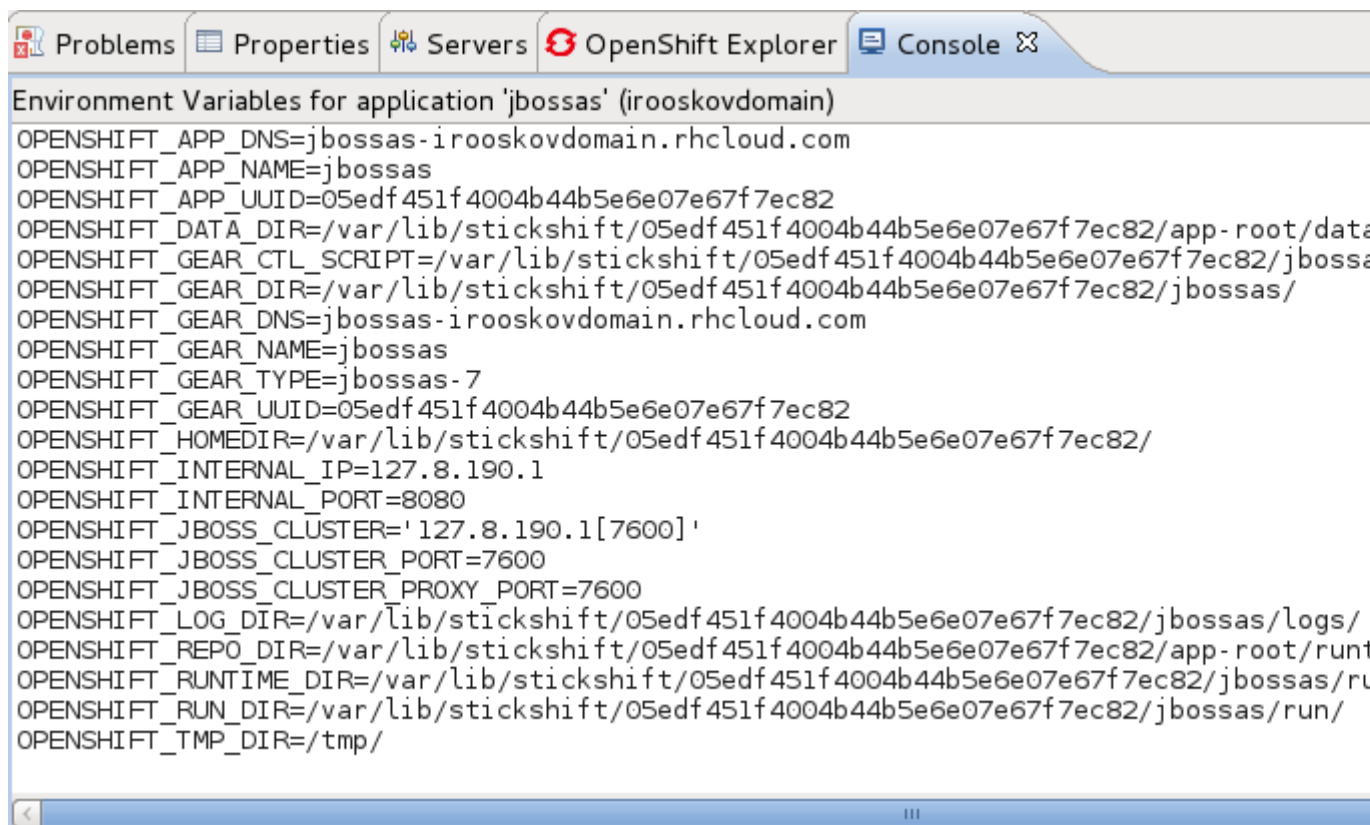 Problems Properties Servers OpenShift Explorer Console
Environment Variables for application 'jbossas' (irooskovdomain)
OPENSHIFT_APP_DNS=jbossas-irooskovdomain.rhcloud.com
OPENSHIFT_APP_NAME=jbossas
OPENSHIFT_APP_UUID=05edf451f4004b44b5e6e07e67f7ec82
OPENSHIFT_DATA_DIR=/var/lib/stickshift/05edf451f4004b44b5e6e07e67f7ec82/app-root/data
OPENSHIFT_GEAR_CTL_SCRIPT=/var/lib/stickshift/05edf451f4004b44b5e6e07e67f7ec82/jbossa
OPENSHIFT_GEAR_DIR=/var/lib/stickshift/05edf451f4004b44b5e6e07e67f7ec82/jbossas/
OPENSHIFT_GEAR_DNS=jbossas-irooskovdomain.rhcloud.com
OPENSHIFT_GEAR_NAME=jbossas
OPENSHIFT_GEAR_TYPE=jbossas-7
OPENSHIFT_GEAR_UUID=05edf451f4004b44b5e6e07e67f7ec82
OPENSHIFT_HOMEDIR=/var/lib/stickshift/05edf451f4004b44b5e6e07e67f7ec82/
OPENSHIFT_INTERNAL_IP=127.8.190.1
OPENSHIFT_INTERNAL_PORT=8080
OPENSHIFT_JBOSS_CLUSTER='127.8.190.1[7600]'
OPENSHIFT_JBOSS_CLUSTER_PORT=7600
OPENSHIFT_JBOSS_CLUSTER_PROXY_PORT=7600
OPENSHIFT_LOG_DIR=/var/lib/stickshift/05edf451f4004b44b5e6e07e67f7ec82/jbossas/logs/
OPENSHIFT_REPO_DIR=/var/lib/stickshift/05edf451f4004b44b5e6e07e67f7ec82/app-root/runt
OPENSHIFT_RUNTIME_DIR=/var/lib/stickshift/05edf451f4004b44b5e6e07e67f7ec82/jbossas/ru
OPENSHIFT_RUN_DIR=/var/lib/stickshift/05edf451f4004b44b5e6e07e67f7ec82/jbossas/run/
OPENSHIFT_TMP_DIR=/tmp/